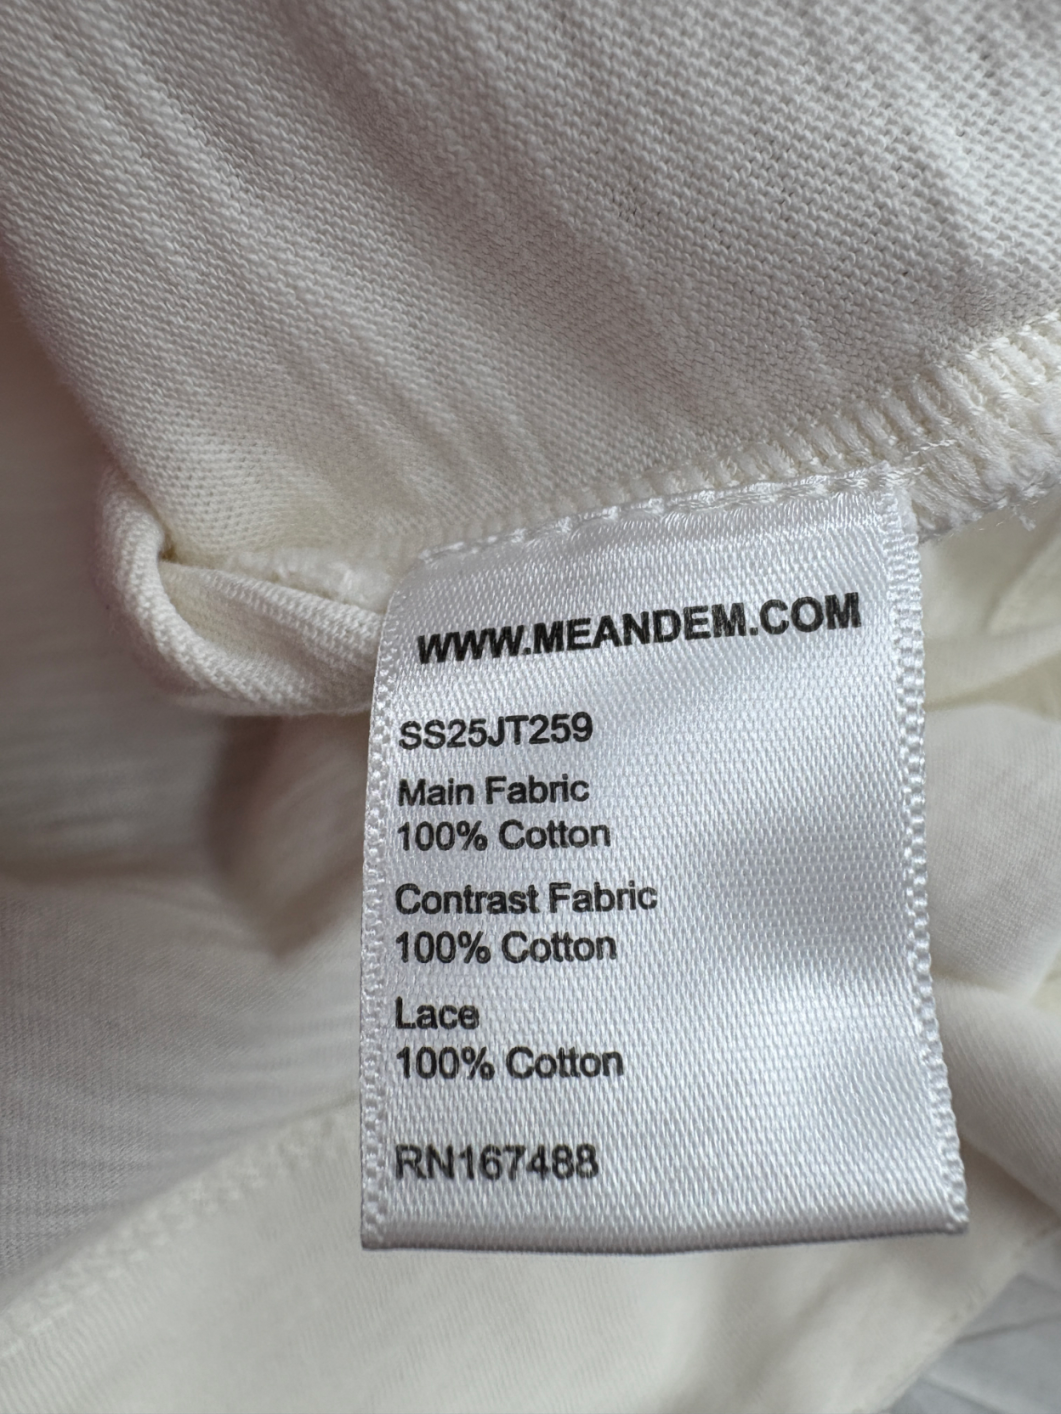 WWW.MEANDEM.COM
SS25JT259
Main Fabric
100% Cotton
Contrast Fabric
100% Cotton
Lace
100% Cotton
RN167488